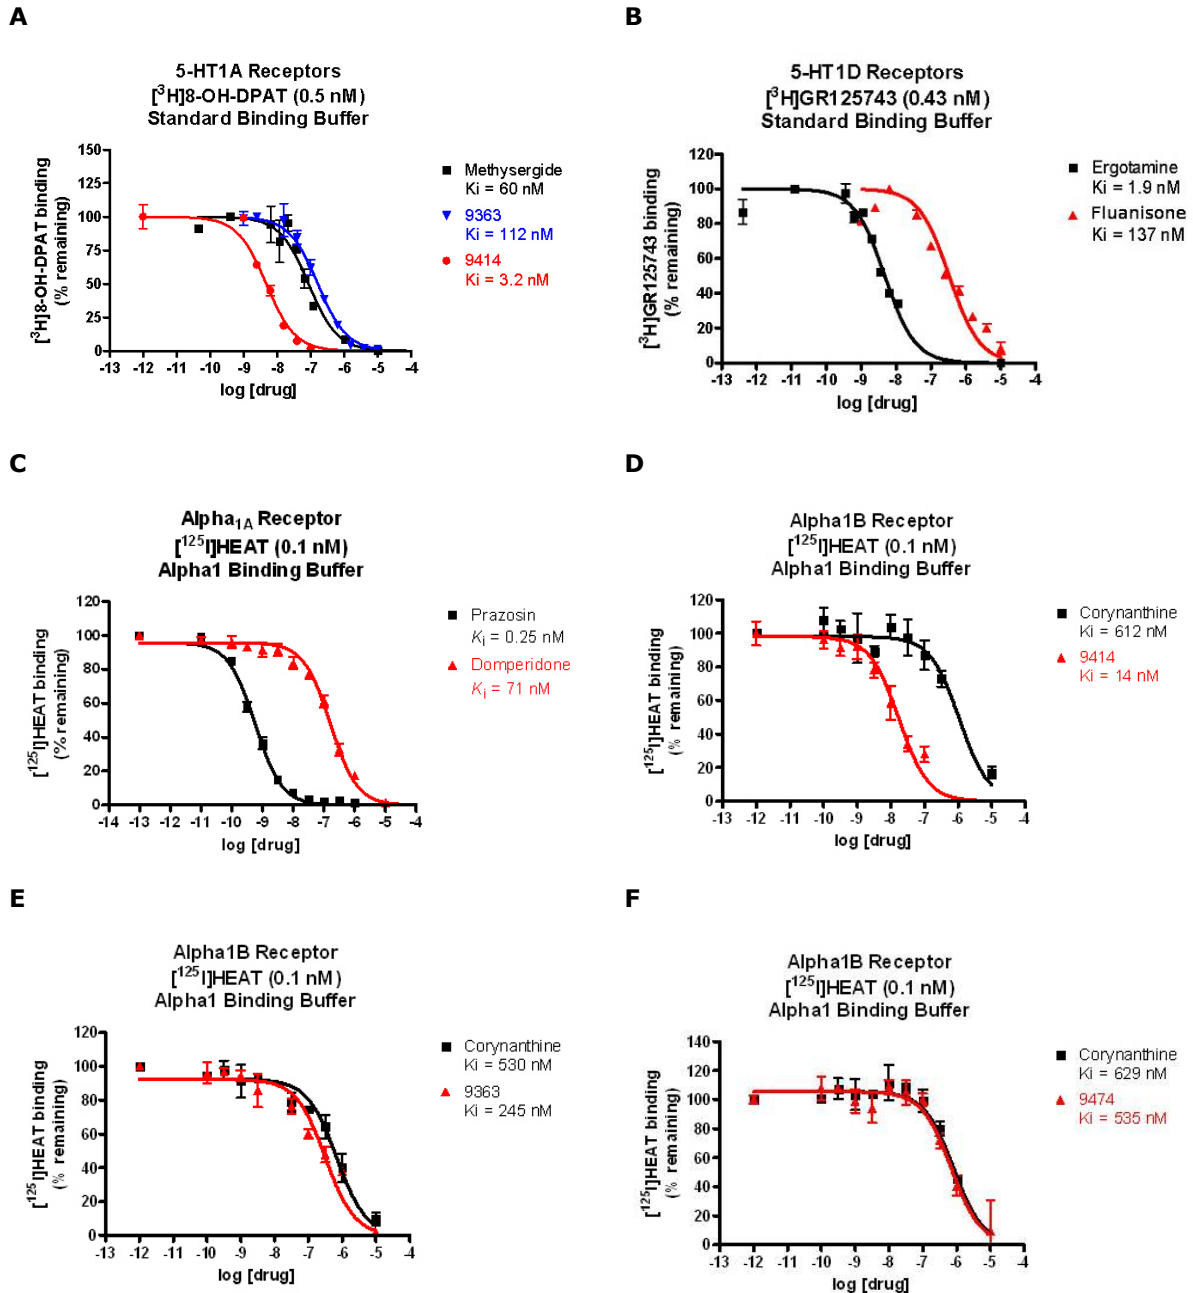 A
5-HT1A Receptors
[³H]8-OH-DPAT (0.5 nM)
Standard Binding Buffer
[³H]8-OH-DPAT binding
(% remaining)
150
125
100
75
50
25
0
-13 -12 -11 -10 -9 -8 -7 -6 -5 -4
log [drug]
Methysergide
Ki = 60 nM
9363
Ki = 112 nM
9414
Ki = 3.2 nM
B
5-HT1D Receptors
[³H]GR125743 (0.43 nM)
Standard Binding Buffer
[³H]GR125743 binding
(% remaining)
120
100
80
60
40
20
0
-13 -12 -11 -10 -9 -8 -7 -6 -5 -4
log [drug]
Ergotamine
Ki = 1.9 nM
Fluanisone
Ki = 137 nM
C
Alpha₁A Receptor
[¹²⁵I]HEAT (0.1 nM)
Alpha1 Binding Buffer
[¹²⁵I]HEAT binding
(% remaining)
120
100
80
60
40
20
0
-14 -13 -12 -11 -10 -9 -8 -7 -6 -5 -4
log [drug]
Prazosin
Ki = 0.25 nM
Domperidone
Ki = 71 nM
D
Alpha1B Receptor
[¹²⁵I]HEAT (0.1 nM)
Alpha1 Binding Buffer
[¹²⁵I]HEAT binding
(% remaining)
120
100
80
60
40
20
0
-13 -12 -11 -10 -9 -8 -7 -6 -5 -4
log [drug]
Corynanthine
Ki = 612 nM
9414
Ki = 14 nM
E
Alpha1B Receptor
[¹²⁵I]HEAT (0.1 nM)
Alpha1 Binding Buffer
[¹²⁵I]HEAT binding
(% remaining)
120
100
80
60
40
20
0
-13 -12 -11 -10 -9 -8 -7 -6 -5 -4
log [drug]
Corynanthine
Ki = 530 nM
9363
Ki = 245 nM
F
Alpha1B Receptor
[¹²⁵I]HEAT (0.1 nM)
Alpha1 Binding Buffer
[¹²⁵I]HEAT binding
(% remaining)
140
120
100
80
60
40
20
0
-13 -12 -11 -10 -9 -8 -7 -6 -5 -4
log [drug]
Corynanthine
Ki = 629 nM
9474
Ki = 535 nM